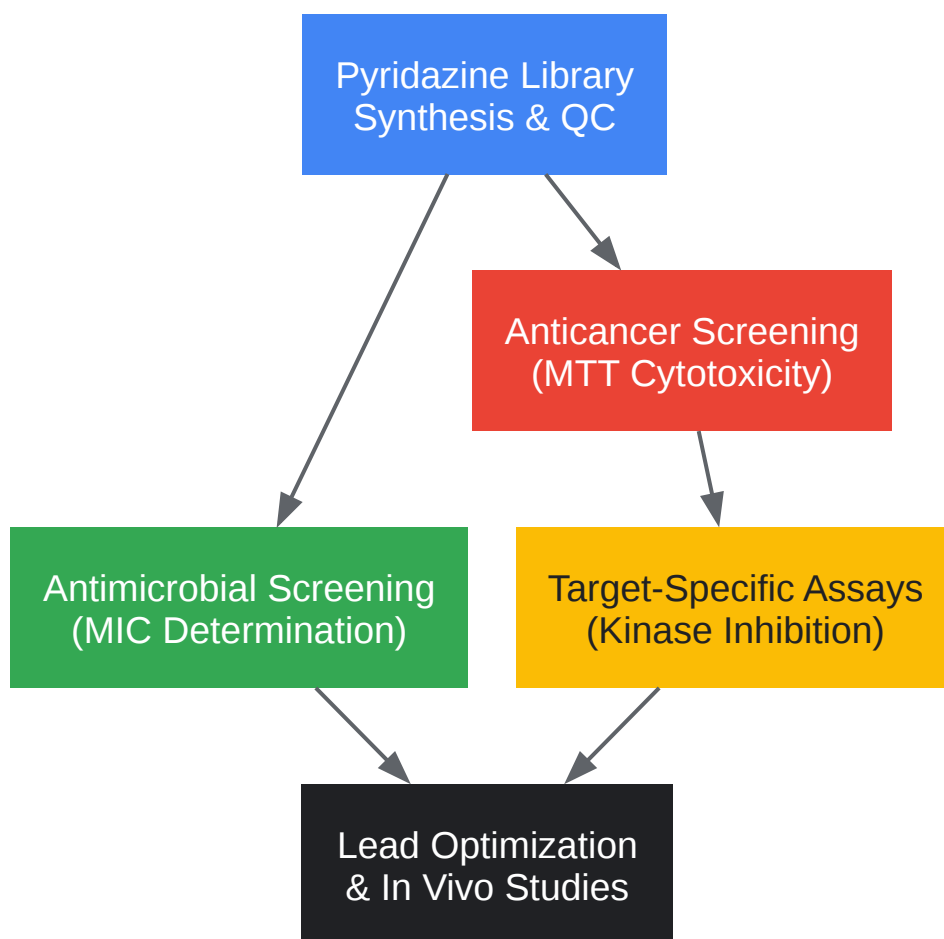 Pyridazine Library
Synthesis & QC
Anticancer Screening
(MTT Cytotoxicity)
Antimicrobial Screening
(MIC Determination)
Target-Specific Assays
(Kinase Inhibition)
Lead Optimization
& In Vivo Studies